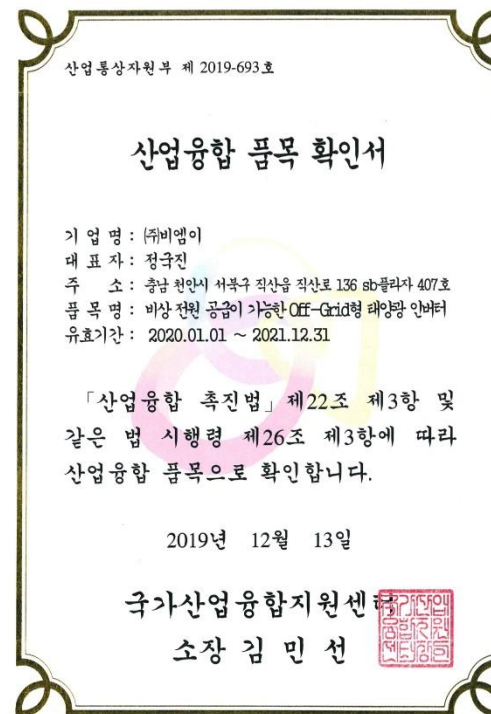 산업통상자원부 제 2019-693호
산업융합 품목 확인서
기 업 명 : ㈜비엠이
대 표 자 : 정국진
주 소 : 충남 천안시 서북구 직산읍 직산로 136 sb플라자 407호
품 목 명 : 비상 전원 공급이 가능한 Off-Grid형 태양광 인버터
유효기간 : 2020.01.01 ~ 2021.12.31
「산업융합 촉진법」제22조 제3항 및
같은 법 시행령 제26조 제3항에 따라
산업융합 품목으로 확인합니다.
2019년 12월 13일
국가산업융합지원센터
소장 김 민 선